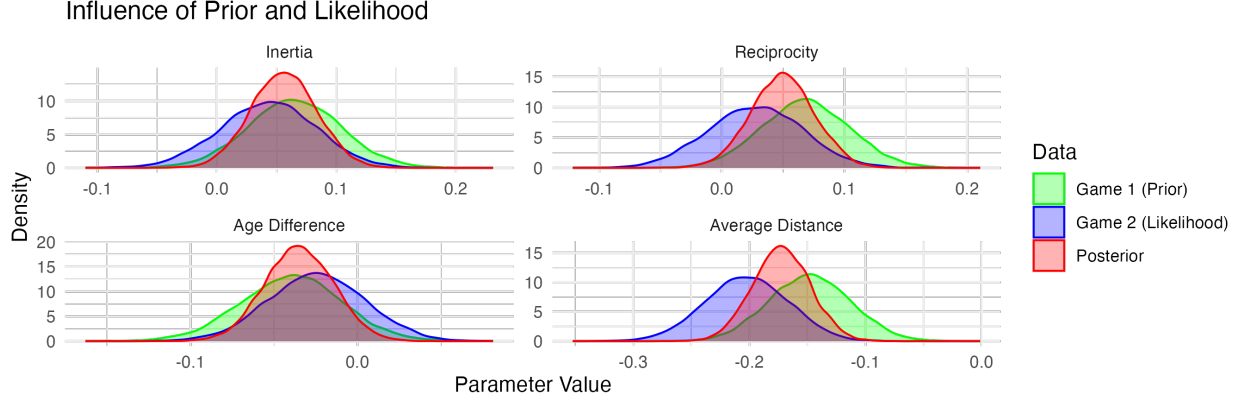 Influence of Prior and Likelihood
Inertia
Reciprocity
10
5
0
-0.1 0.0 0.1 0.2
15
10
5
0
-0.1 0.0 0.1 0.2
Age Difference
Average Distance
20
15
10
5
0
-0.1 0.0
15
10
5
0
-0.3 -0.2 -0.1 0.0
Density
Parameter Value
Data
Game 1 (Prior)
Game 2 (Likelihood)
Posterior